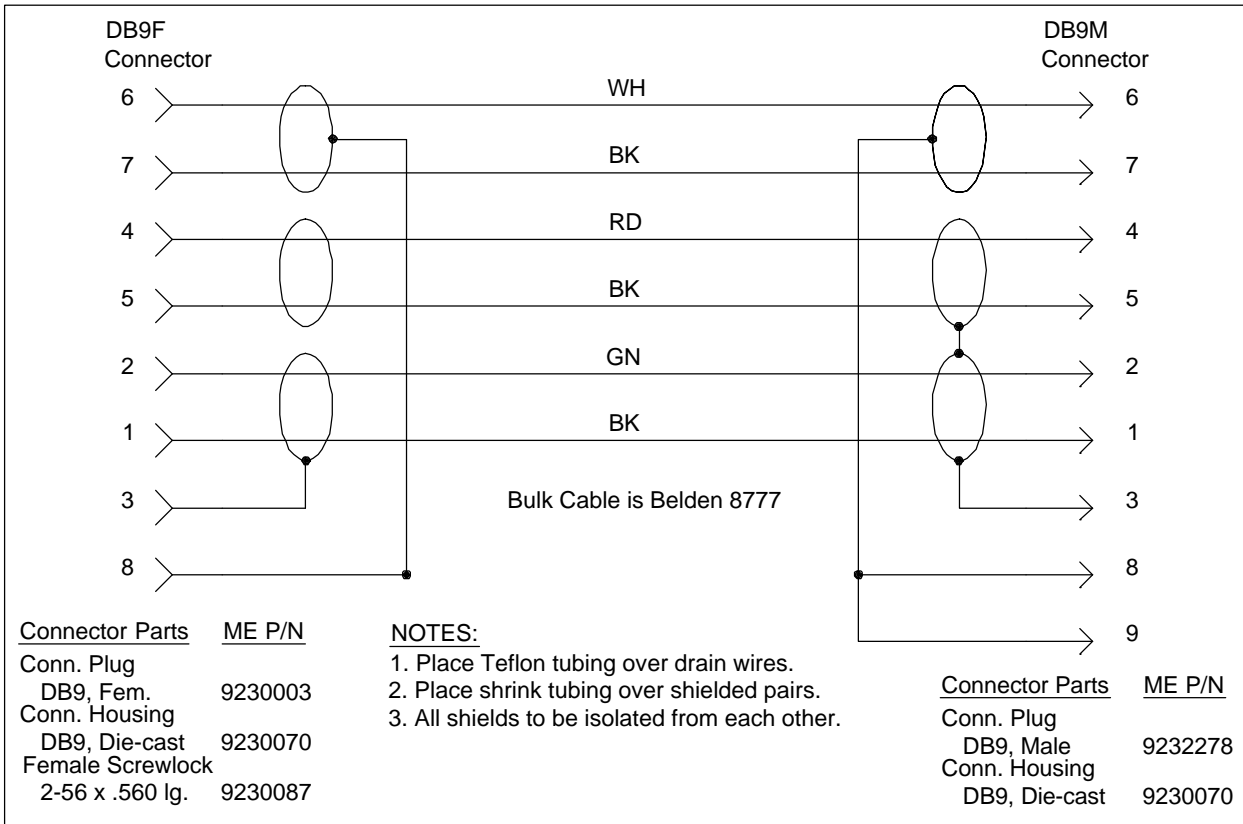 DB9F
Connector
DB9M
Connector
6 WH 6
7 BK 7
4 RD 4
5 BK 5
2 GN 2
1 BK 1
3 Bulk Cable is Belden 8777 3
8 8
9
Connector Parts ME P/N
Conn. Plug
DB9, Fem. 9230003
Conn. Housing
DB9, Die-cast 9230070
Female Screwlock
2-56 x .560 lg. 9230087
NOTES:
1. Place Teflon tubing over drain wires.
2. Place shrink tubing over shielded pairs.
3. All shields to be isolated from each other.
Connector Parts ME P/N
Conn. Plug
DB9, Male 9232278
Conn. Housing
DB9, Die-cast 9230070